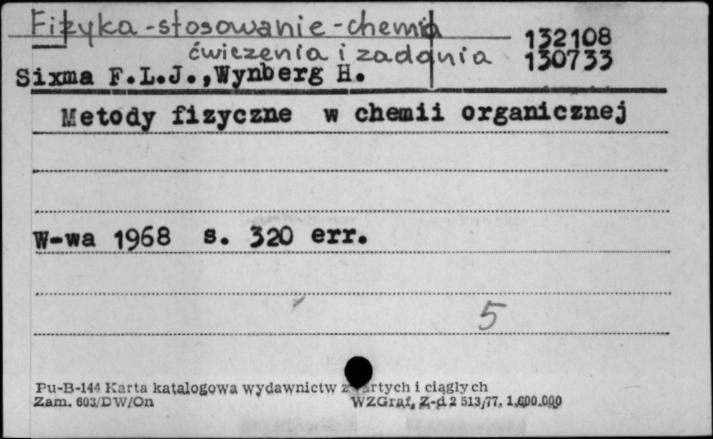 Fizyka - stosowanie - chemia
132108
ćwiczenia i zadania 130733
Sixma F.L.J.,Wynberg H.
Metody fizyczne w chemii organicznej
W-wa 1968 s. 320 err.
5
Pu-B-144 Karta katalogowa wydawnictw zwartych i ciągłych
Zam. 603/DW/On WZGraf, Z-d 2 513/77. 1.600.000